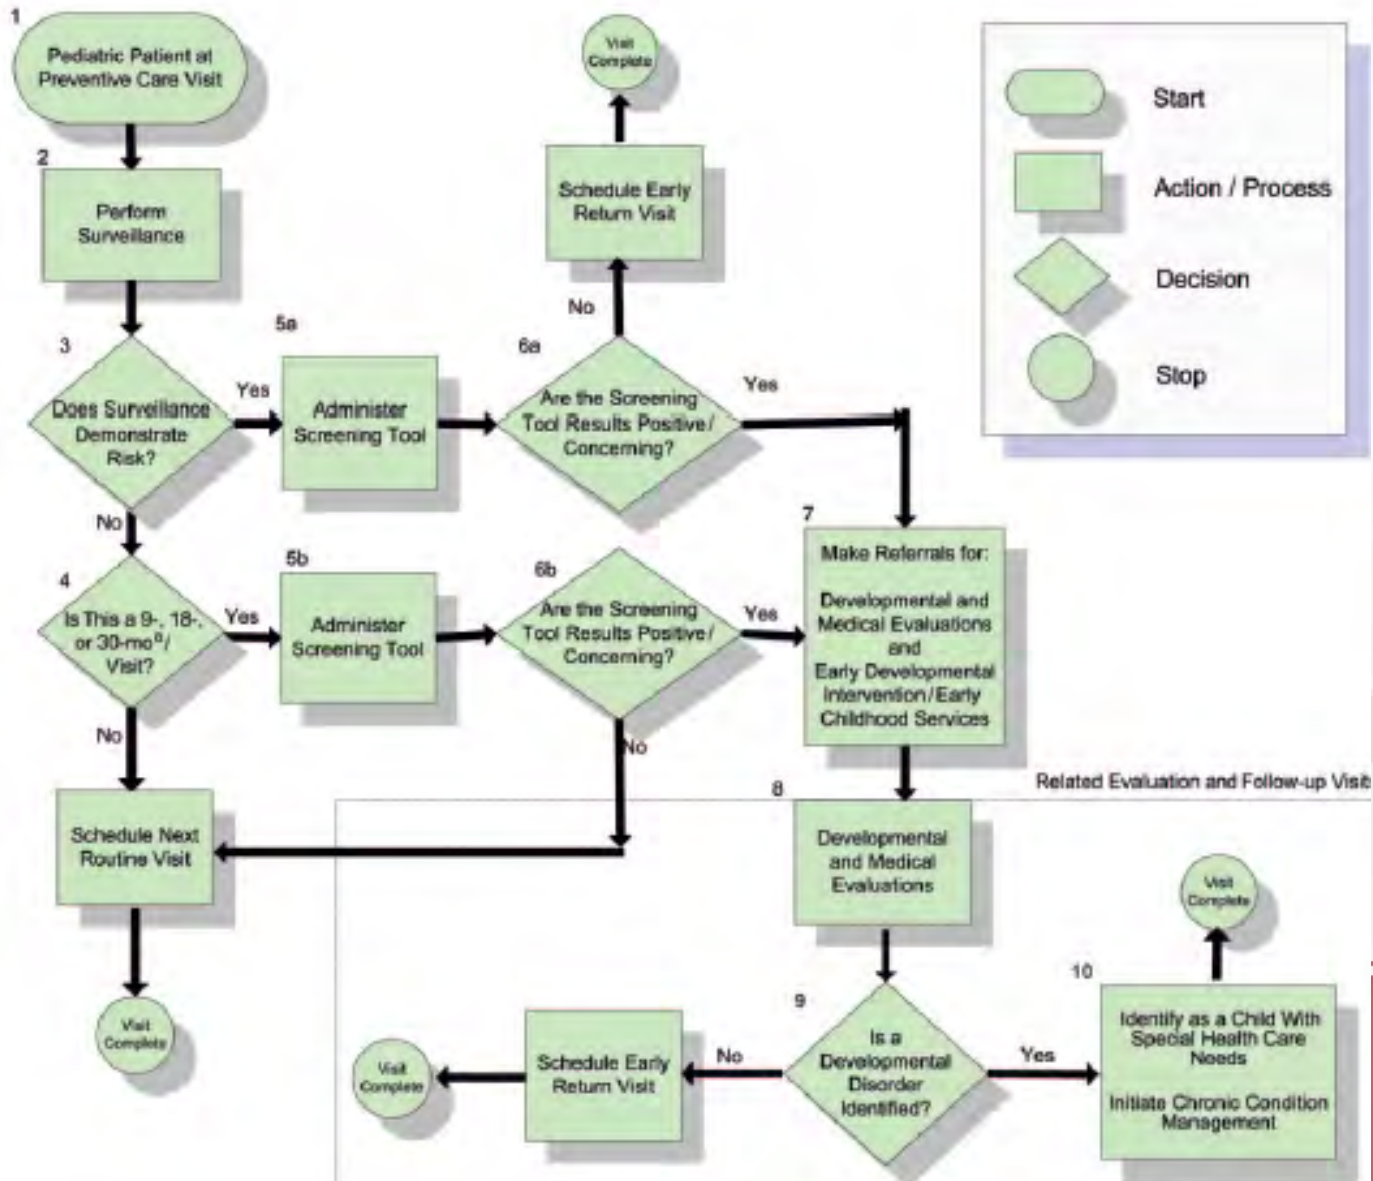 1
Pediatric Patient at
Preventive Care Visit
2
Perform
Surveillance
3
Does Surveillance
Demonstrate
Risk?
Yes
No
5a
Administer
Screening Tool
6a
Are the Screening
Tool Results Positive/
Concerning?
No
Yes
Schedule Early
Return Visit
Visit
Complete
Start
Action / Process
Decision
Stop
4
Is This a 9-, 18-,
or 30-mo a/
Visit?
Yes
No
5b
Administer
Screening Tool
6b
Are the Screening
Tool Results Positive/
Concerning?
Yes
No
7
Make Referrals for:
Developmental and
Medical Evaluations
and
Early Developmental
Intervention/Early
Childhood Services
Schedule Next
Routine Visit
Visit
Complete
Related Evaluation and Follow-up Visit
8
Developmental
and Medical
Evaluations
9
Is a
Developmental
Disorder
Identified?
No
Yes
Schedule Early
Return Visit
Visit
Complete
10
Identify as a Child With
Special Health Care
Needs
Initiate Chronic Condition
Management
Visit
Complete